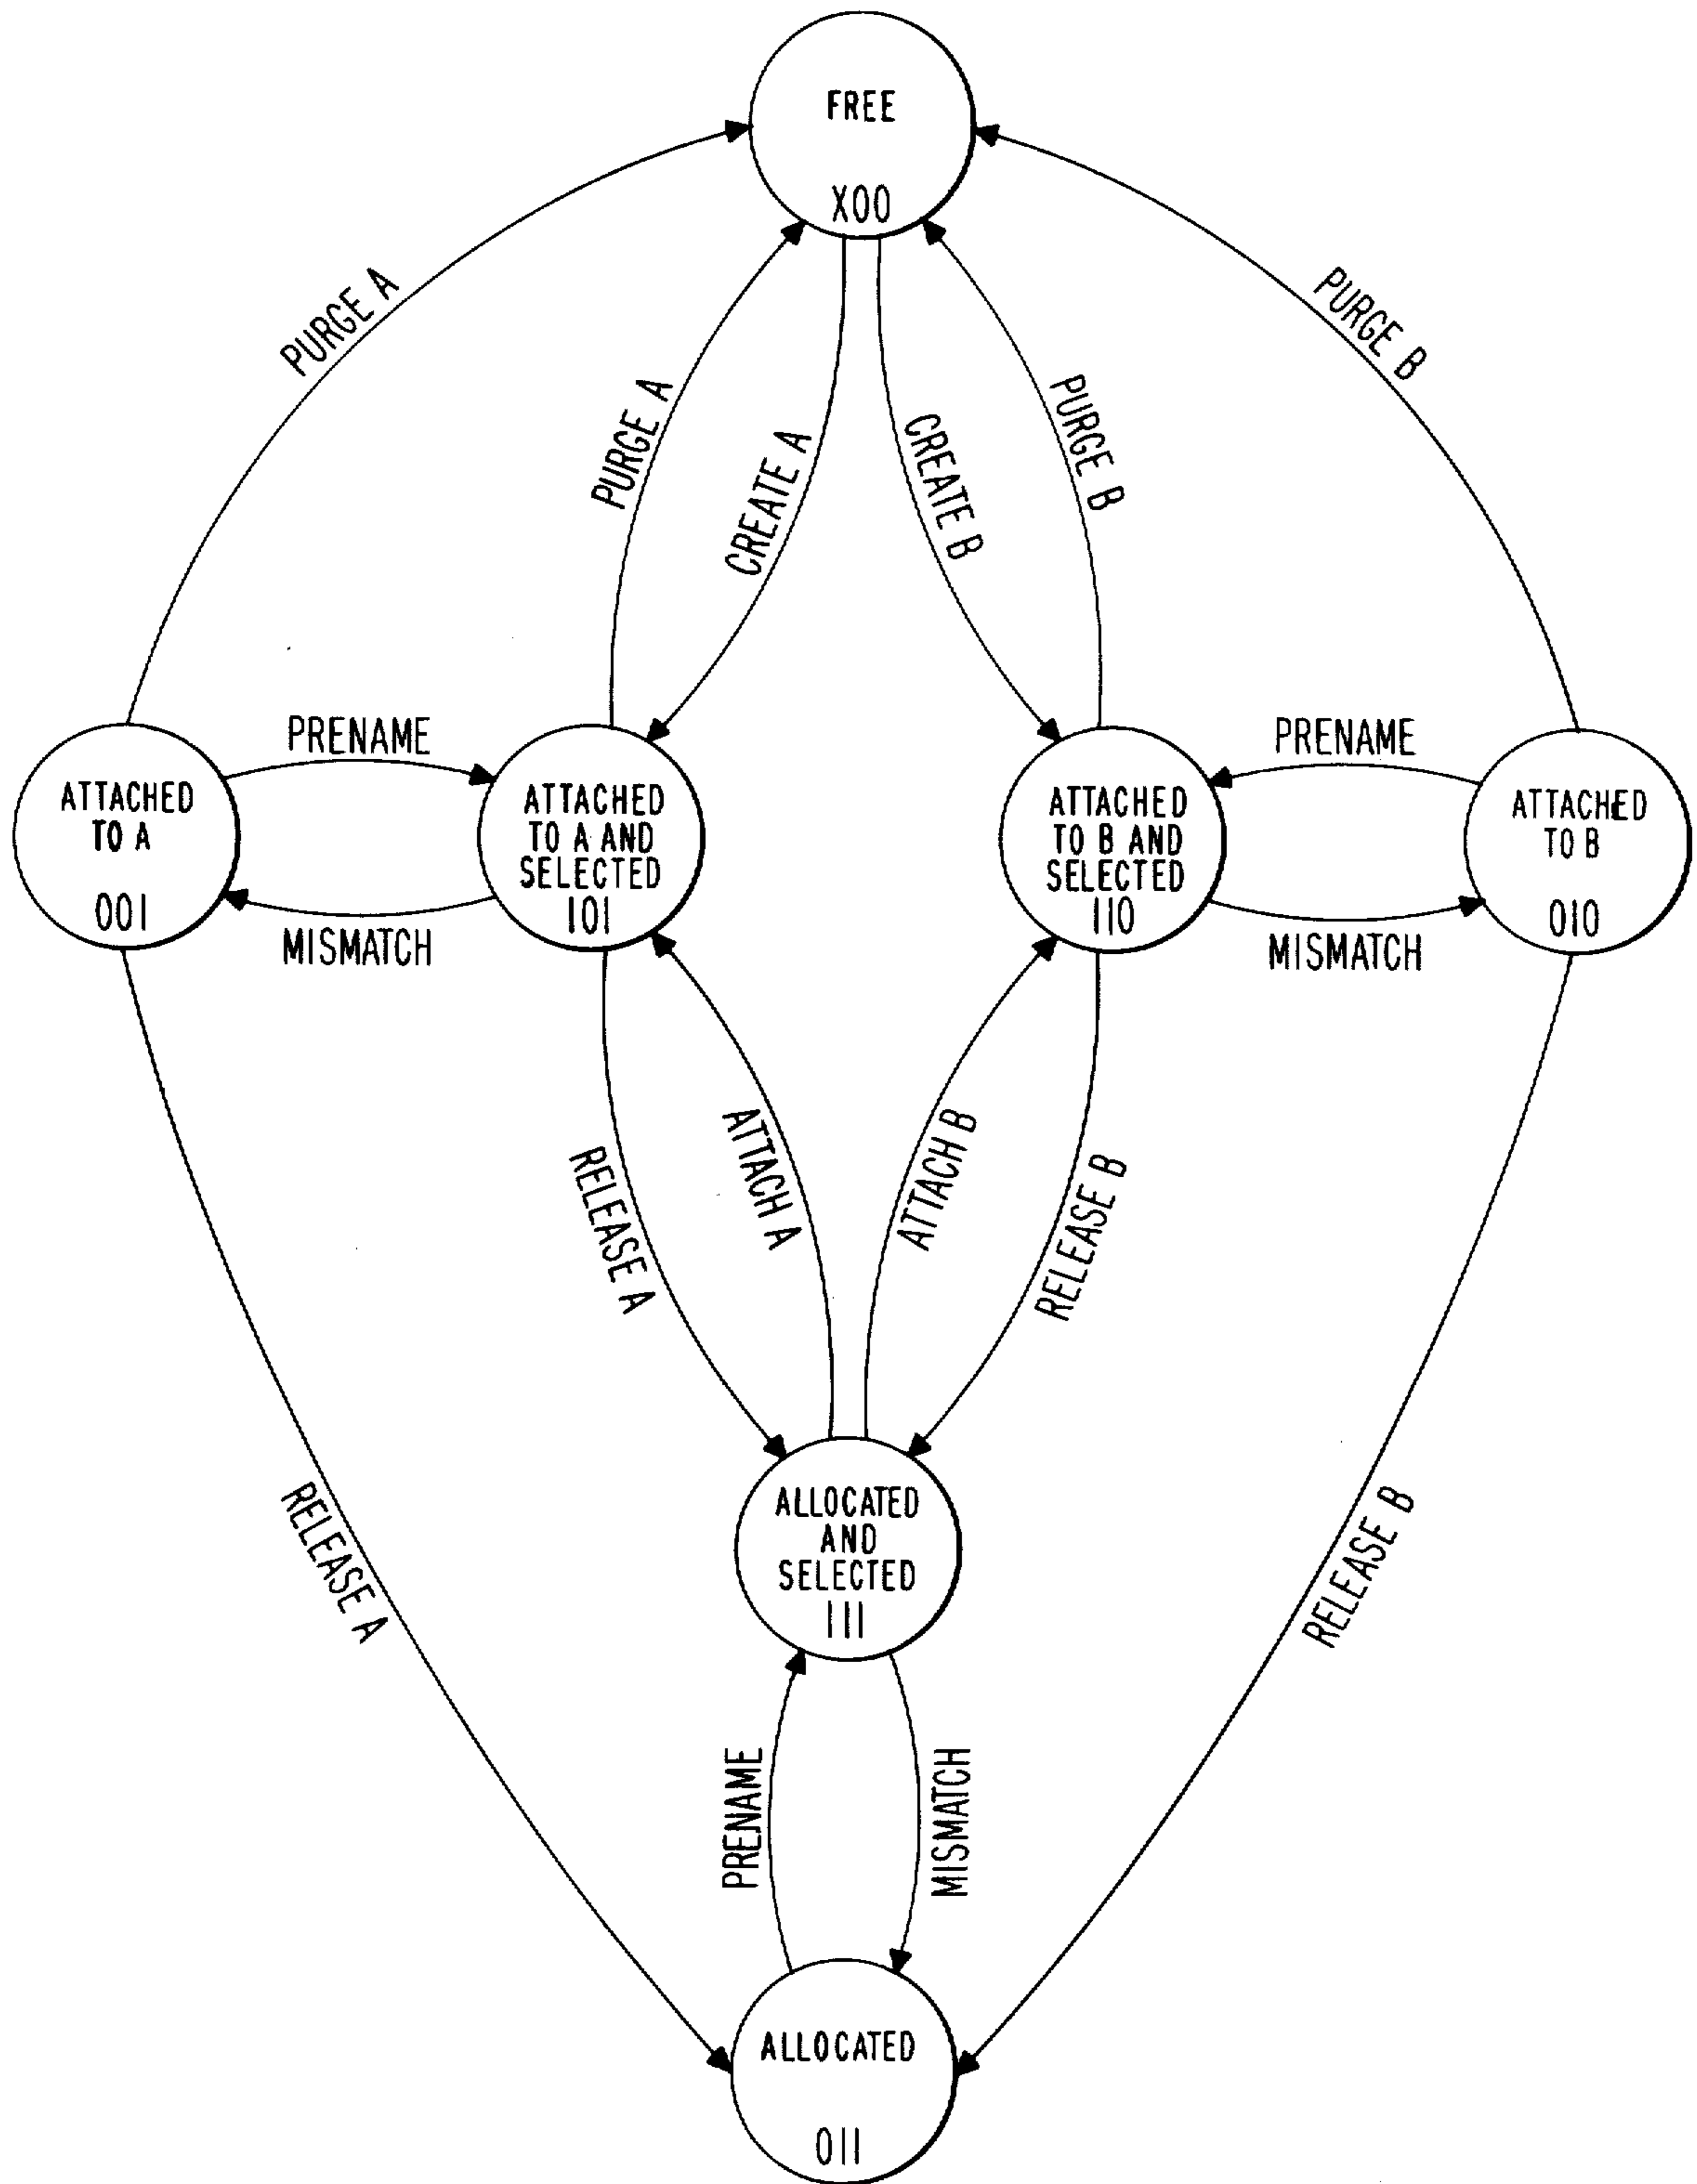 FREE
X00
PURGE A
PURGE B
PURGE A
CREATE A
CREATE B
PURGE B
PRENAME
PRENAME
ATTACHED
TO A
001
ATTACHED
TO A AND
SELECTED
101
ATTACHED
TO B AND
SELECTED
110
ATTACHED
TO B
010
MISMATCH
MISMATCH
RELEASE A
ATTACH A
ATTACH B
RELEASE B
ALLOCATED
AND
SELECTED
111
RELEASE A
RELEASE B
PRENAME
MISMATCH
ALLOCATED
011